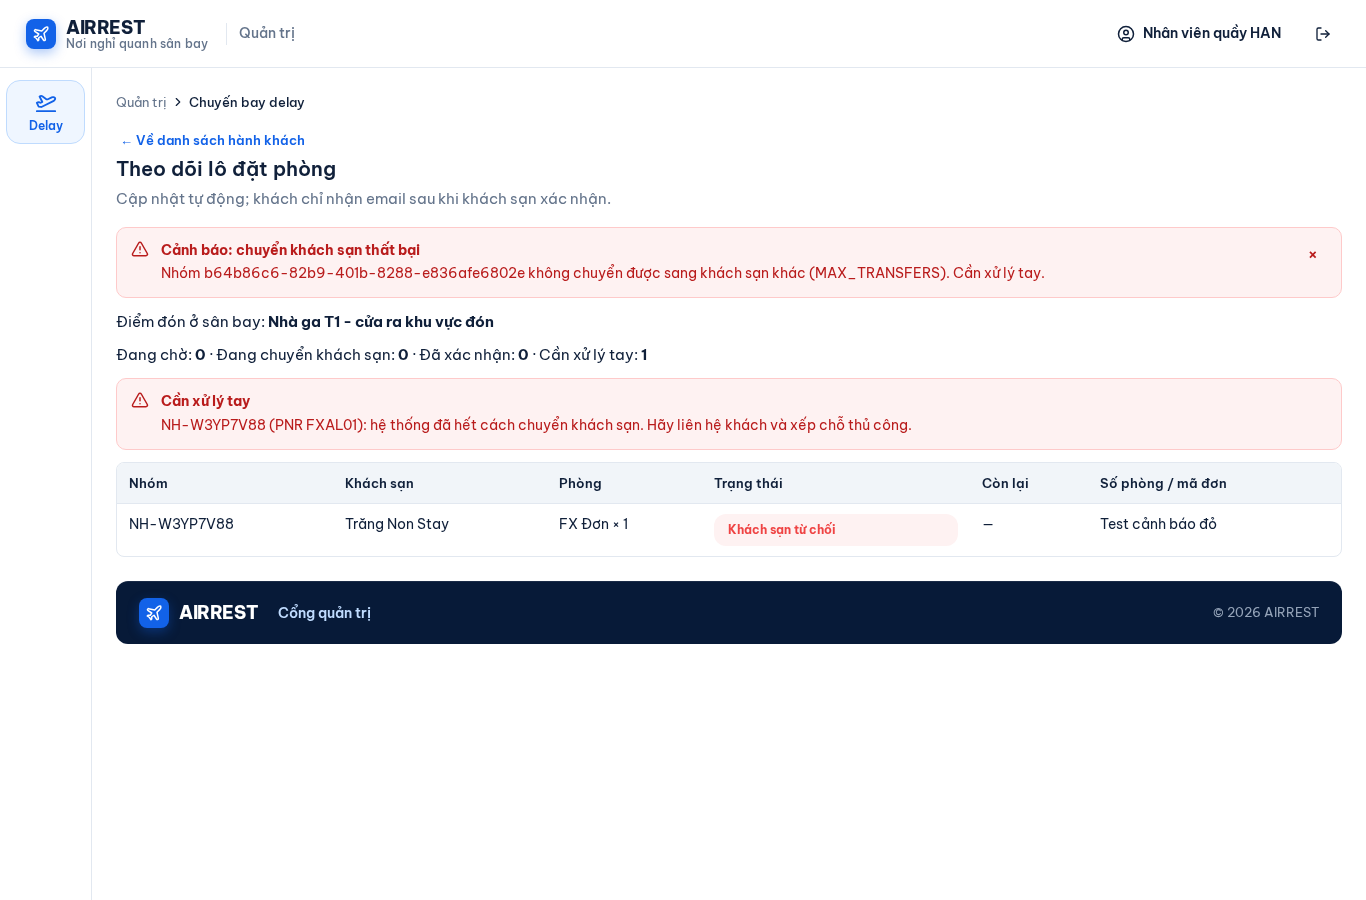 AIRREST
Nơi nghỉ quanh sân bay
Quản trị
Nhân viên quầy HAN
Delay
Quản trị > Chuyến bay delay
← Về danh sách hành khách
Theo dõi lô đặt phòng
Cập nhật tự động; khách chỉ nhận email sau khi khách sạn xác nhận.
Cảnh báo: chuyển khách sạn thất bại
×
Nhóm b64b86c6-82b9-401b-8288-e836afe6802e không chuyển được sang khách sạn khác (MAX_TRANSFERS). Cần xử lý tay.
Điểm đón ở sân bay: Nhà ga T1 - cửa ra khu vực đón
Đang chờ: 0 · Đang chuyển khách sạn: 0 · Đã xác nhận: 0 · Cần xử lý tay: 1
Cần xử lý tay
NH-W3YP7V88 (PNR FXAL01): hệ thống đã hết cách chuyển khách sạn. Hãy liên hệ khách và xếp chỗ thủ công.
Nhóm Khách sạn Phòng Trạng thái Còn lại Số phòng / mã đơn
NH-W3YP7V88 Trăng Non Stay FX Đơn × 1 Khách sạn từ chối — Test cảnh báo đỏ
AIRREST Cổng quản trị © 2026 AIRREST